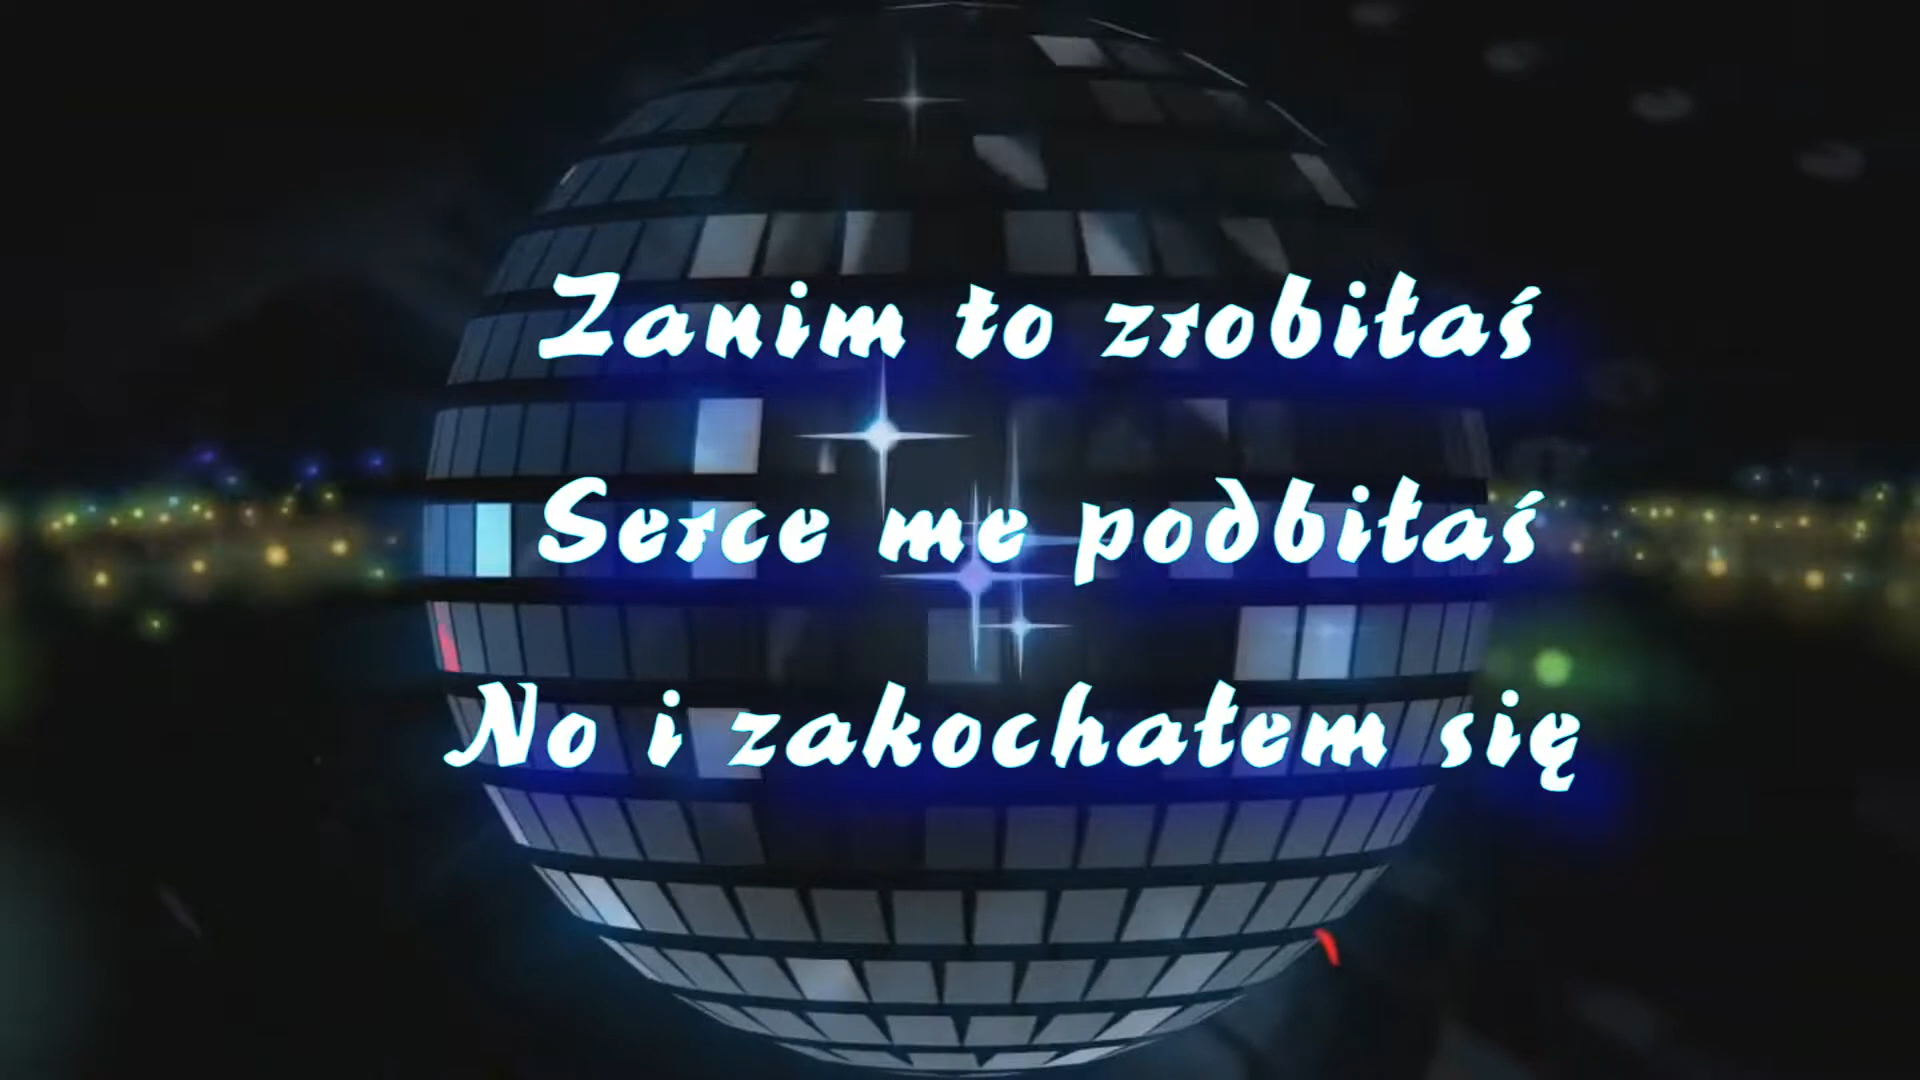 Zanim to zrobiłaś
Serce me podbiłaś
No i zakochałem się